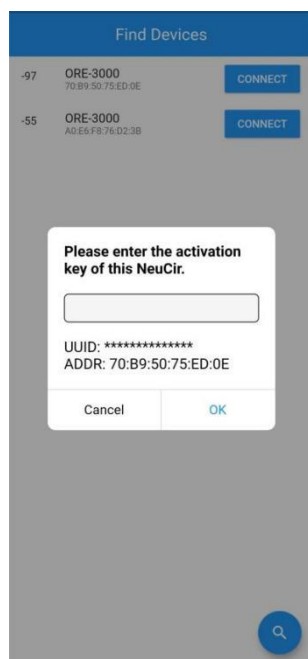 Find Devices
-97 ORE-3000 CONNECT
70:B9:50:75:ED:0E
-55 ORE-3000 CONNECT
A0:E6:F8:76:D2:3B
Please enter the activation
key of this NeuCir.
UUID: **************
ADDR: 70:B9:50:75:ED:0E
Cancel OK